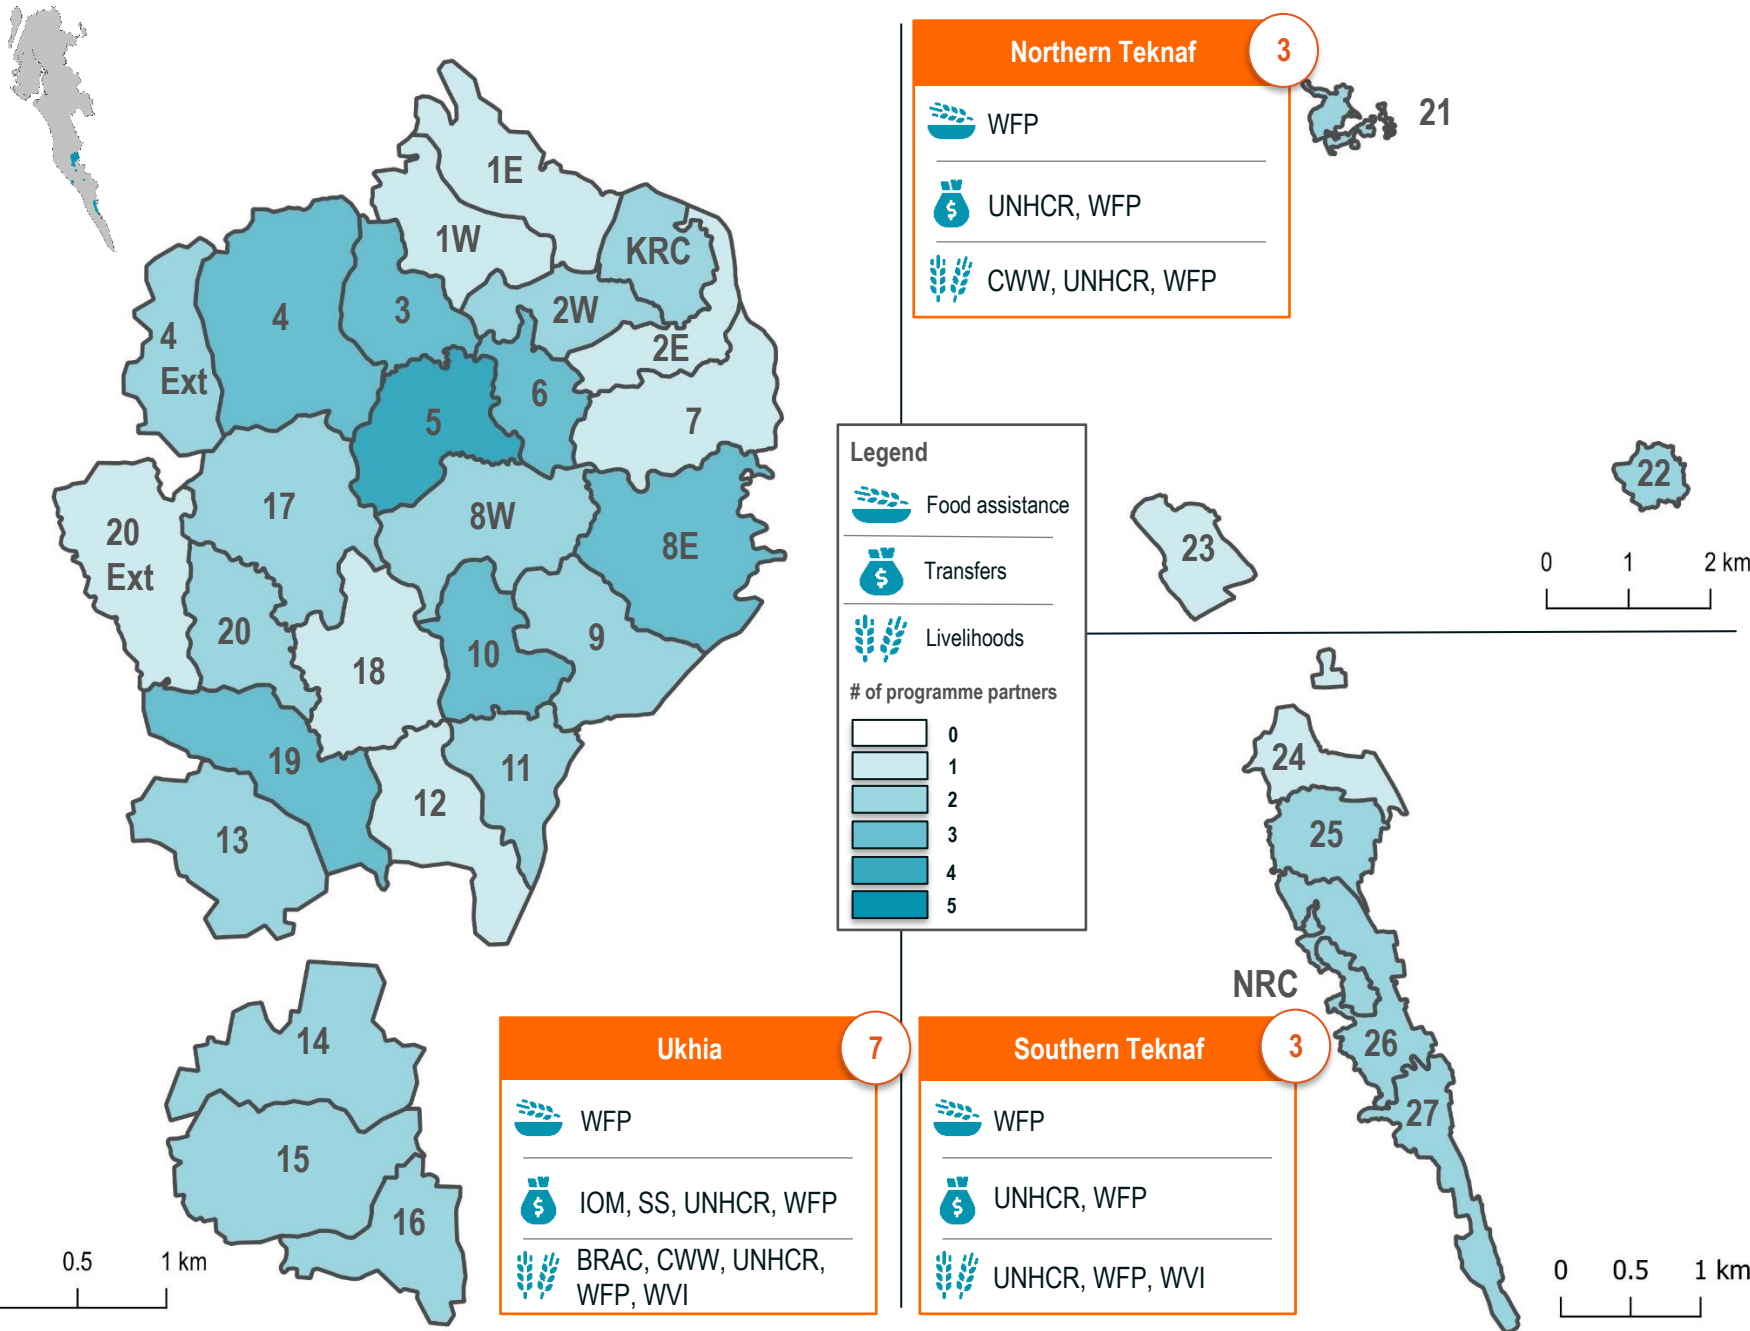 Northern Teknaf 3
WFP
UNHCR, WFP
CWW, UNHCR, WFP
21
1E
1W
KRC
4
3
2W
4
Ext
2E
6
5
7
17
8W
20
Ext
8E
20
18
10
9
19
11
12
13
14
15
16
0.5 1 km
Legend
Food assistance
Transfers
Livelihoods
# of programme partners
0
1
2
3
4
5
22
23
0 1 2 km
24
25
NRC
26
27
0 0.5 1 km
Ukhia 7
WFP
IOM, SS, UNHCR, WFP
BRAC, CWW, UNHCR,
WFP, WVI
Southern Teknaf 3
WFP
UNHCR, WFP
UNHCR, WFP, WVI